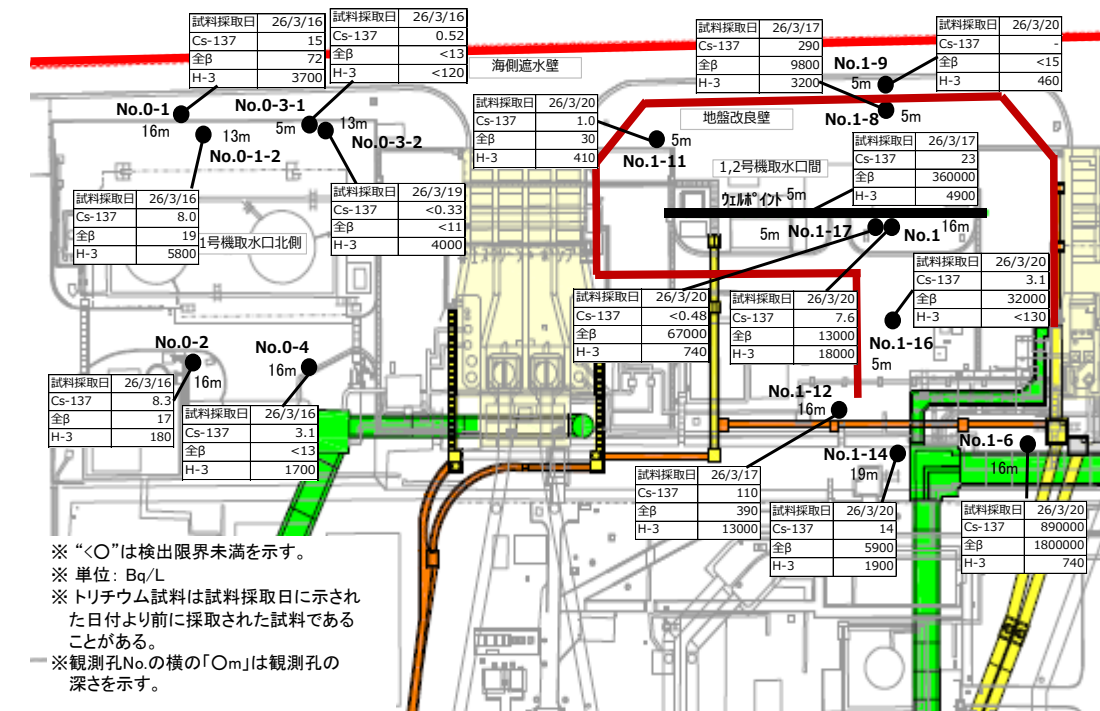 試料採取日 26/3/16
Cs-137 15
全β 72
H-3 3700
試料採取日 26/3/16
Cs-137 0.52
全β <13
H-3 <120
海側遮水壁
試料採取日 26/3/17
Cs-137 290
全β 9800
H-3 3200
試料採取日 26/3/20
Cs-137 -
全β <15
H-3 460
No.1-9
5m
No.0-1
16m
No.0-3-1
5m
13m
No.0-3-2
13m
No.0-1-2
試料採取日 26/3/20
Cs-137 1.0
全β 30
H-3 410
5m
No.1-11
地盤改良壁
No.1-8
5m
1,2号機取水口間
試料採取日 26/3/17
Cs-137 23
全β 360000
H-3 4900
ウェルポイント 5m
試料採取日 26/3/16
Cs-137 8.0
全β 19
H-3 5800
1号機取水口北側
試料採取日 26/3/19
Cs-137 <0.33
全β <11
H-3 4000
5m No.1-17
No.1 16m
試料採取日 26/3/20
Cs-137 3.1
全β 32000
H-3 <130
試料採取日 26/3/20
Cs-137 <0.48
全β 67000
H-3 740
試料採取日 26/3/20
Cs-137 7.6
全β 13000
H-3 18000
No.1-16
5m
No.0-2
16m
No.0-4
16m
試料採取日 26/3/16
Cs-137 8.3
全β 17
H-3 180
試料採取日 26/3/16
Cs-137 3.1
全β <13
H-3 1700
No.1-12
16m
No.1-14
19m
No.1-6
16m
試料採取日 26/3/17
Cs-137 110
全β 390
H-3 13000
試料採取日 26/3/20
Cs-137 14
全β 5900
H-3 1900
試料採取日 26/3/20
Cs-137 890000
全β 1800000
H-3 740
※ “<○”は検出限界未満を示す。
※ 単位: Bq/L
※ トリチウム試料は試料採取日に示され
た日付より前に採取された試料である
ことがある。
※観測孔No.の横の「○m」は観測孔の
深さを示す。